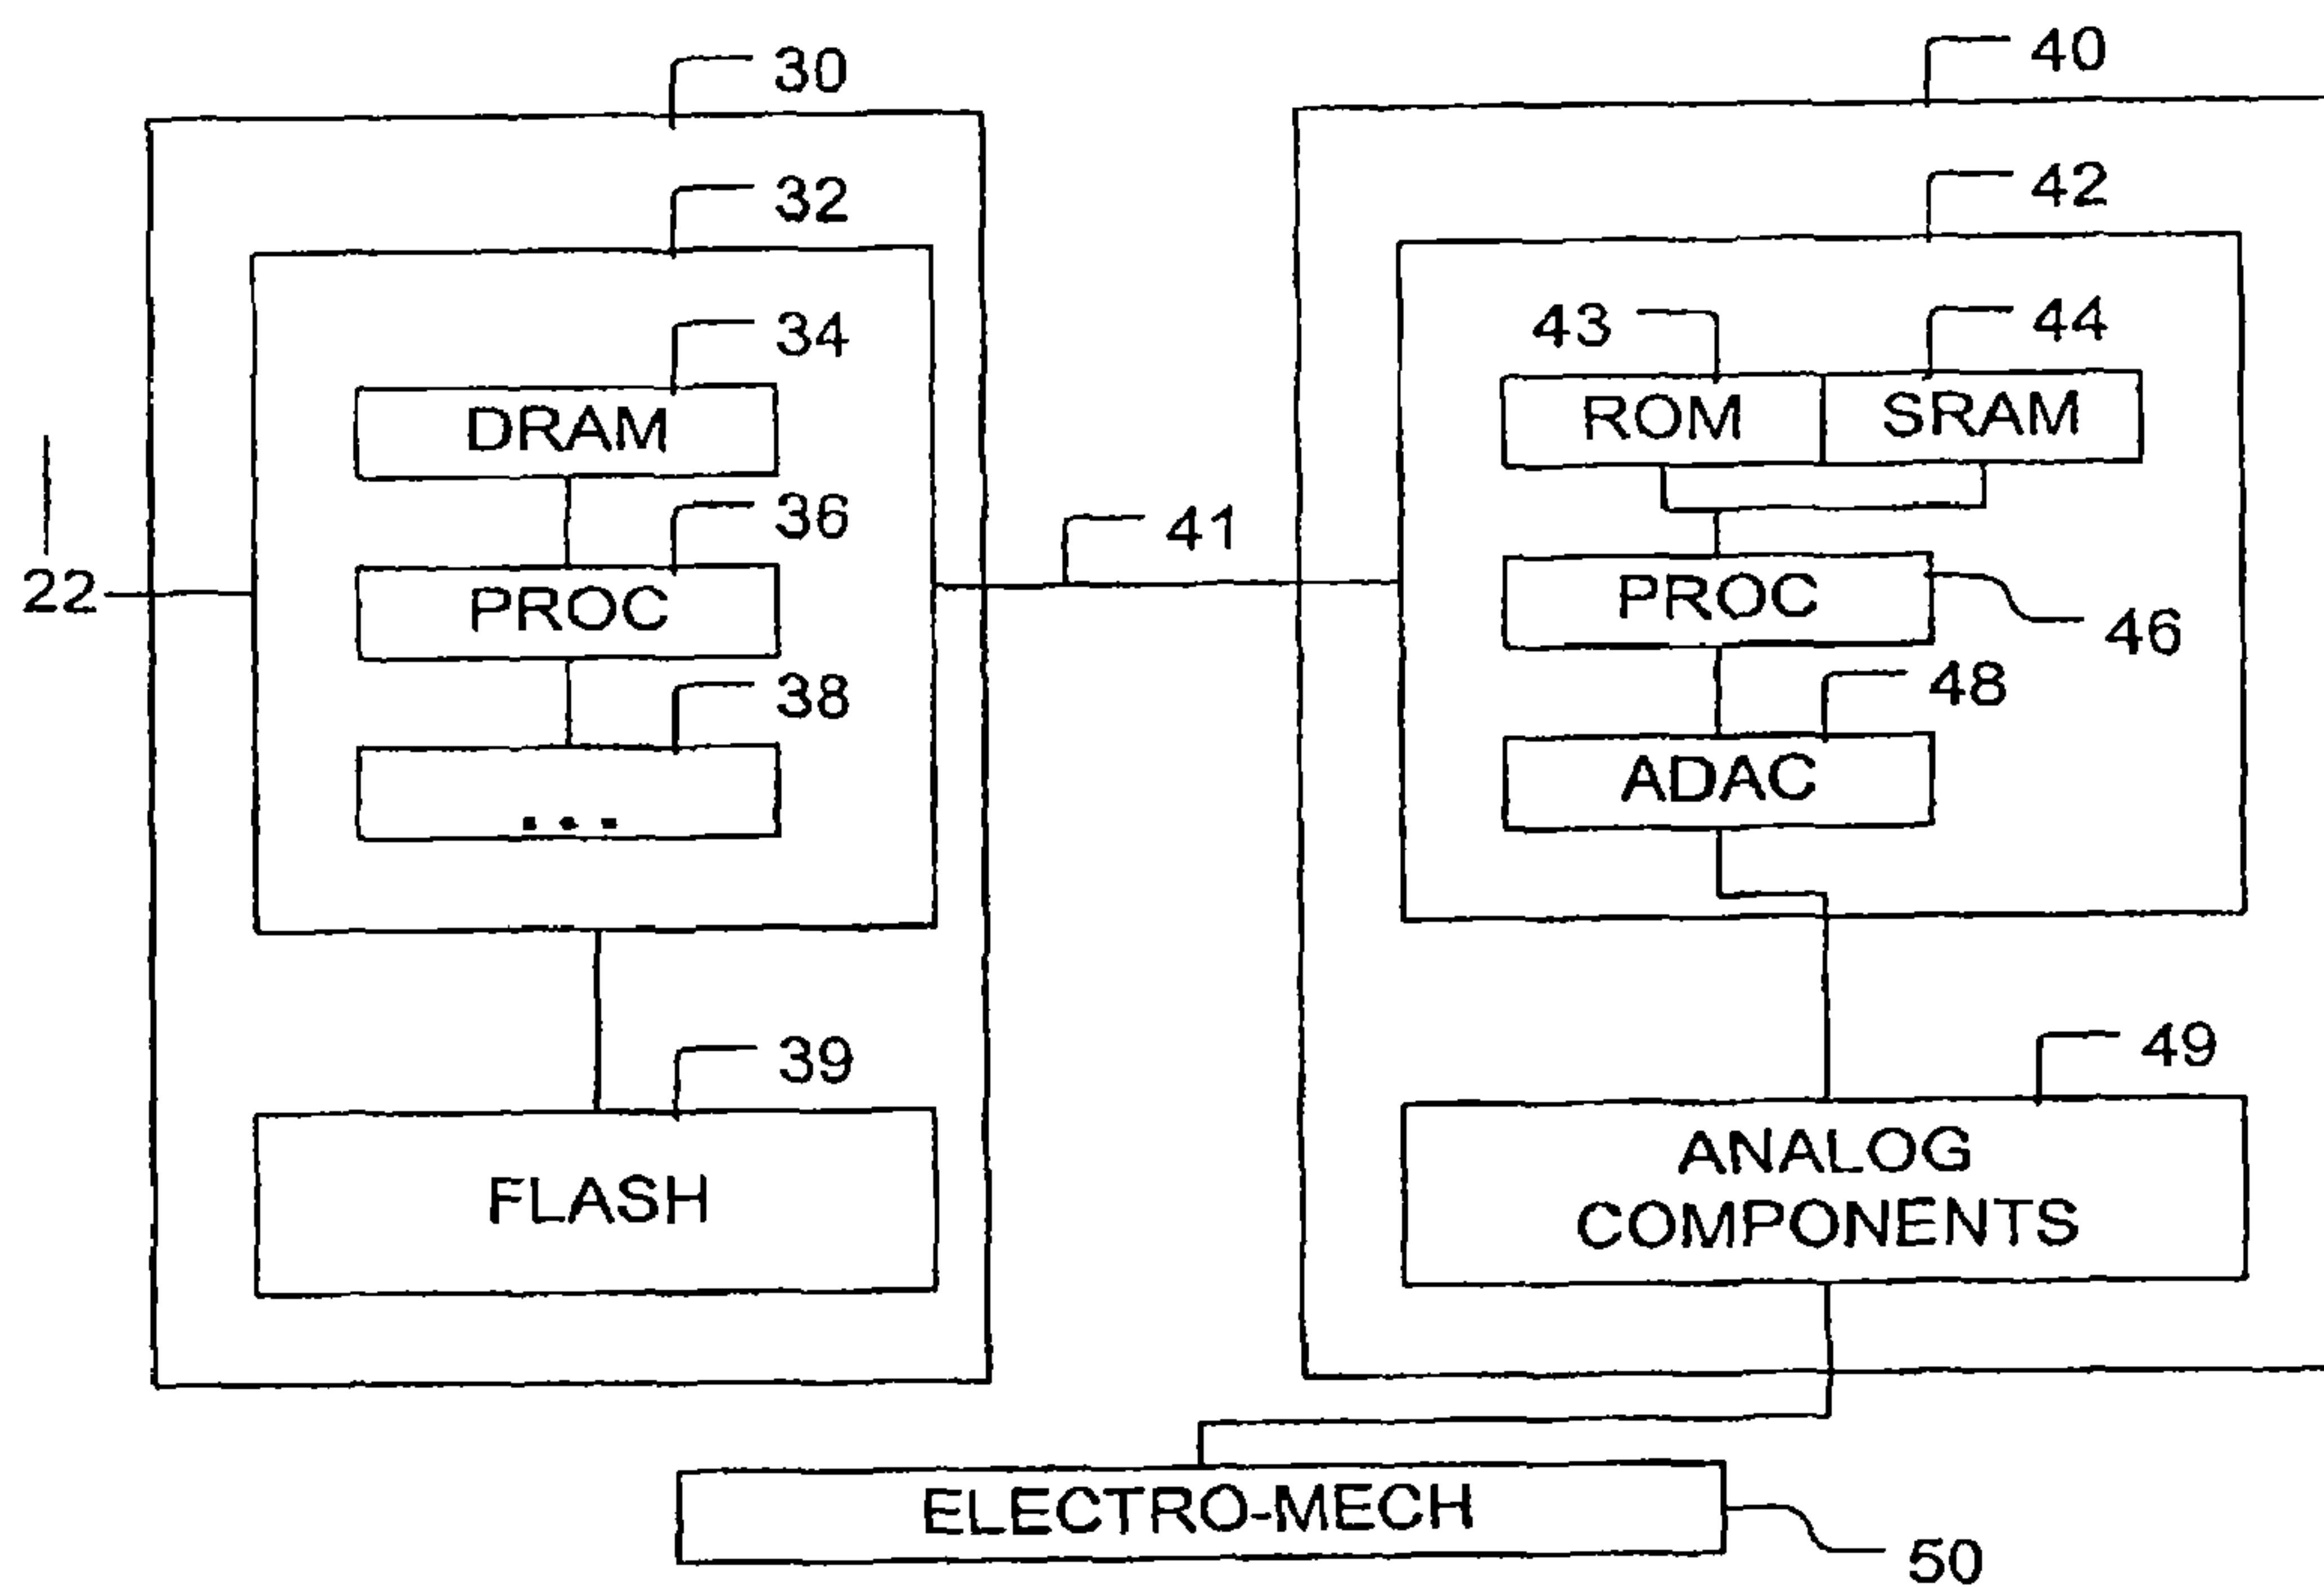 30
40
32
42
34
43
44
DRAM
ROM
SRAM
36
41
22
PROC
PROC
46
38
48
...
ADAC
39
49
FLASH
ANALOG
COMPONENTS
ELECTRO-MECH
50